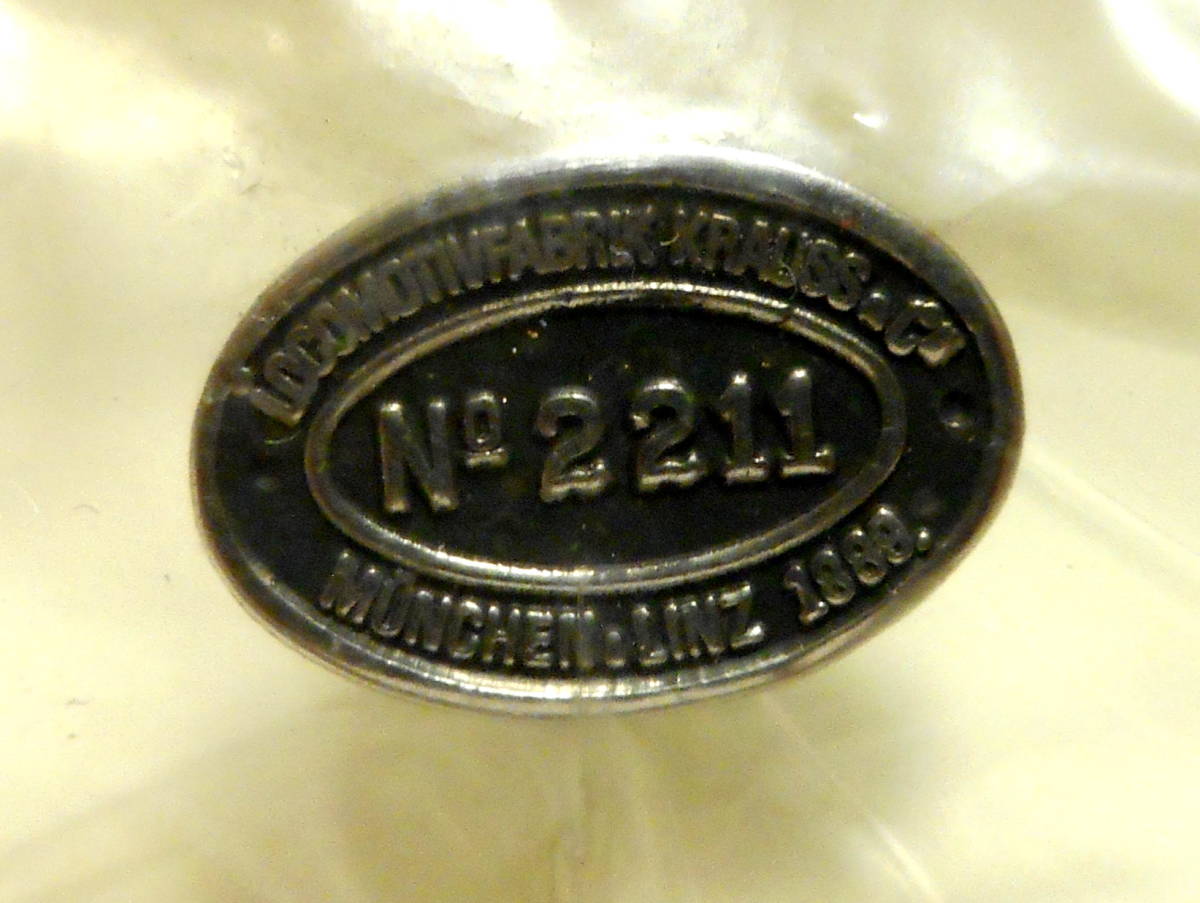 LOCOMOTIVFABRIK KRAUSS & Co
No 2211
MÜNCHEN. LINZ 1889.